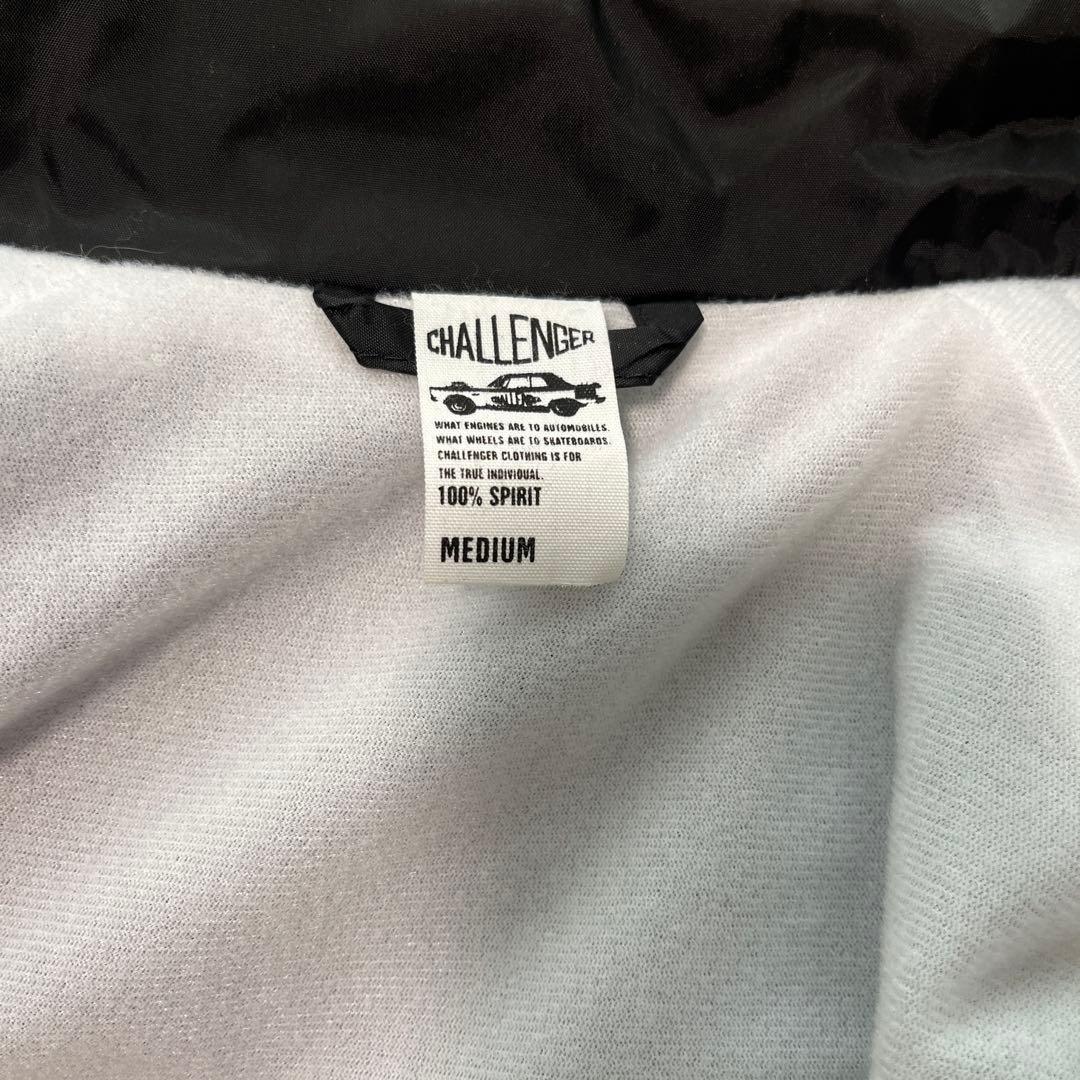 CHALLENGER
WHAT ENGINES ARE TO AUTOMOBILES.
WHAT WHEELS ARE TO SKATEBOARDS.
CHALLENGER CLOTHING IS FOR
THE TRUE INDIVIDUAL.
100% SPIRIT
MEDIUM